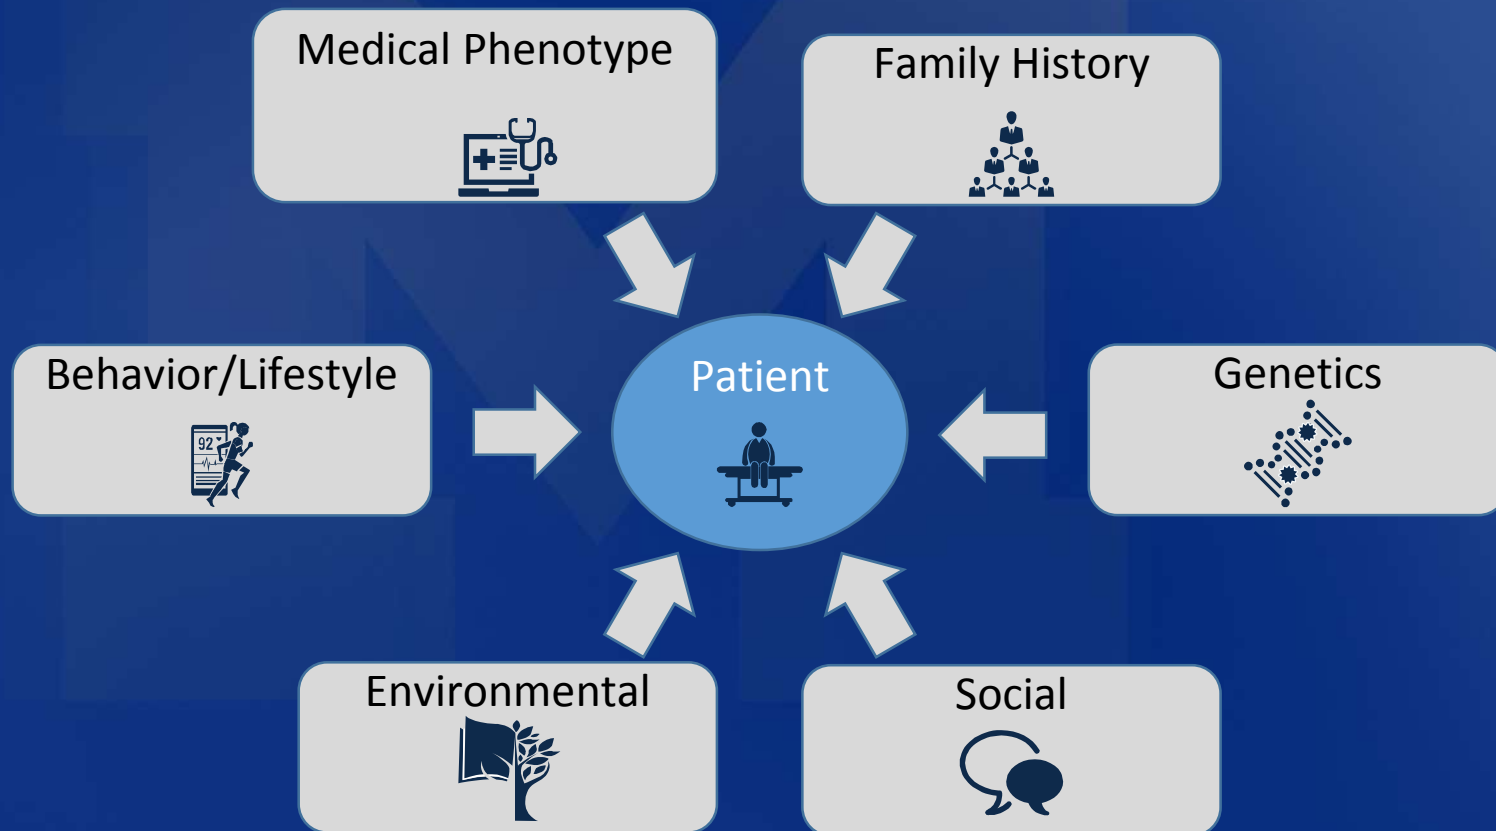 Medical Phenotype
Family History
Behavior/Lifestyle
92
Patient
Genetics
Environmental
Social